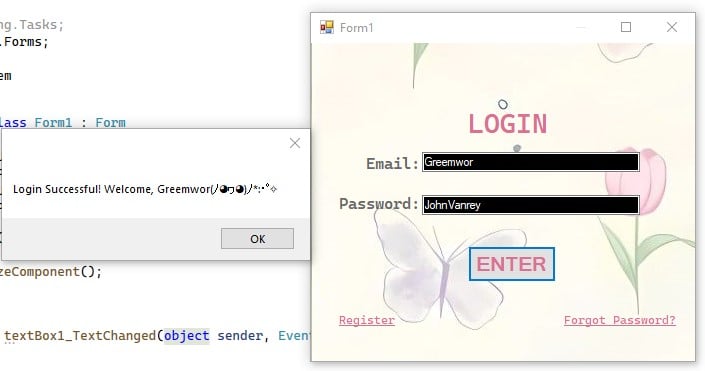 ng.Tasks;
.Forms;
em
lass Form1 : Form
Login Successful! Welcome, Greemwor(ﾉ◕ヮ◕)ﾉ*:･ﾟ✧
OK
zeComponent();
textBox1_TextChanged(object sender, Event
Form1
LOGIN
Email: Greemwor
Password: JohnVanrey
ENTER
Register Forgot Password?